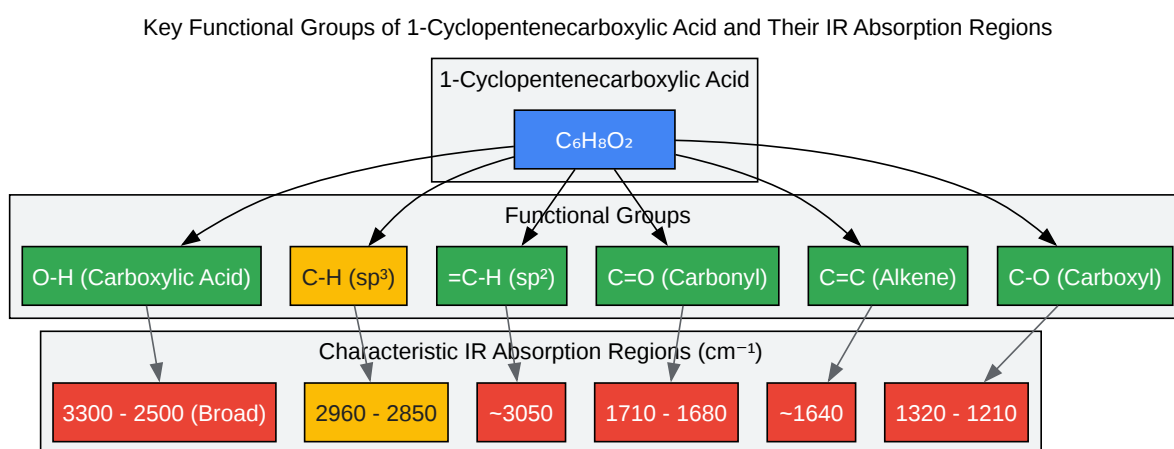 Key Functional Groups of 1-Cyclopentenecarboxylic Acid and Their IR Absorption Regions
1-Cyclopentenecarboxylic Acid
C₆H₈O₂
Functional Groups
O-H (Carboxylic Acid)
C-H (sp³)
=C-H (sp²)
C=O (Carbonyl)
C=C (Alkene)
C-O (Carboxyl)
Characteristic IR Absorption Regions (cm⁻¹)
3300 - 2500 (Broad)
2960 - 2850
~3050
1710 - 1680
~1640
1320 - 1210